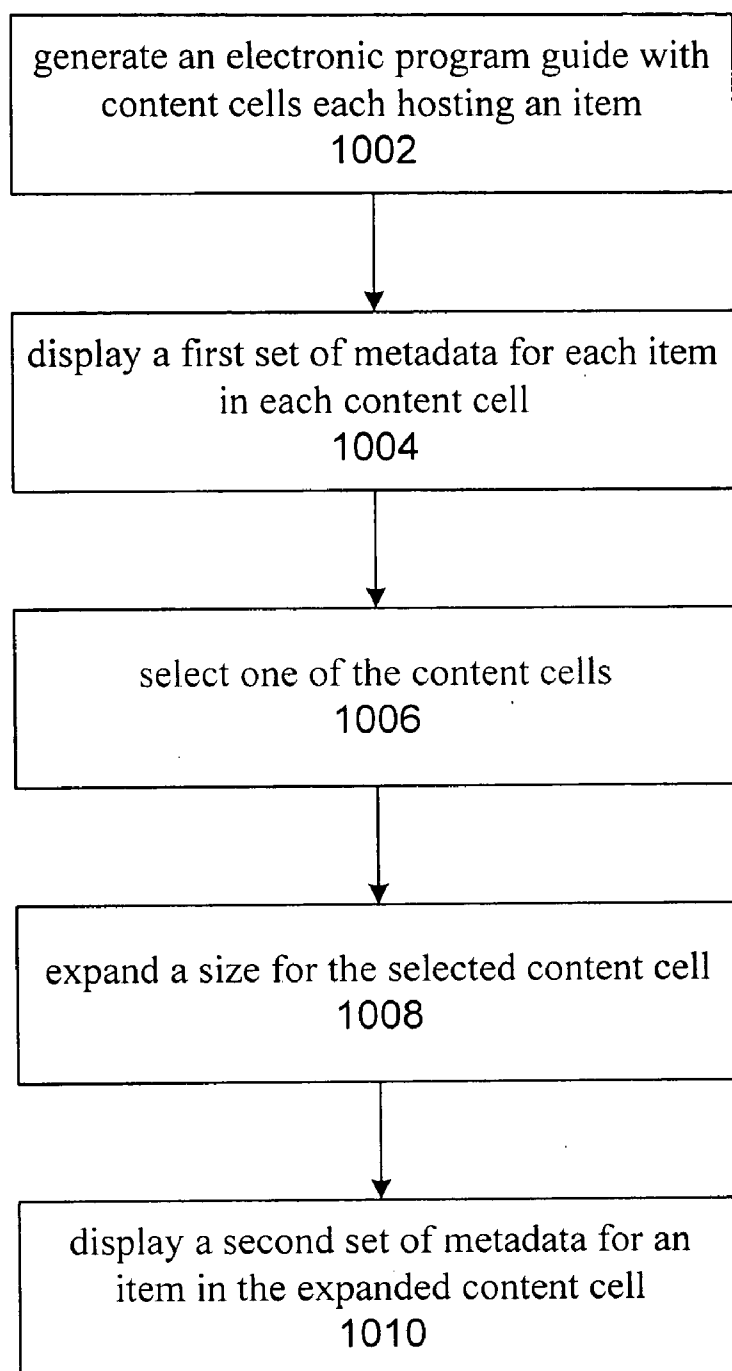 generate an electronic program guide with
content cells each hosting an item
1002
display a first set of metadata for each item
in each content cell
1004
select one of the content cells
1006
expand a size for the selected content cell
1008
display a second set of metadata for an
item in the expanded content cell
1010